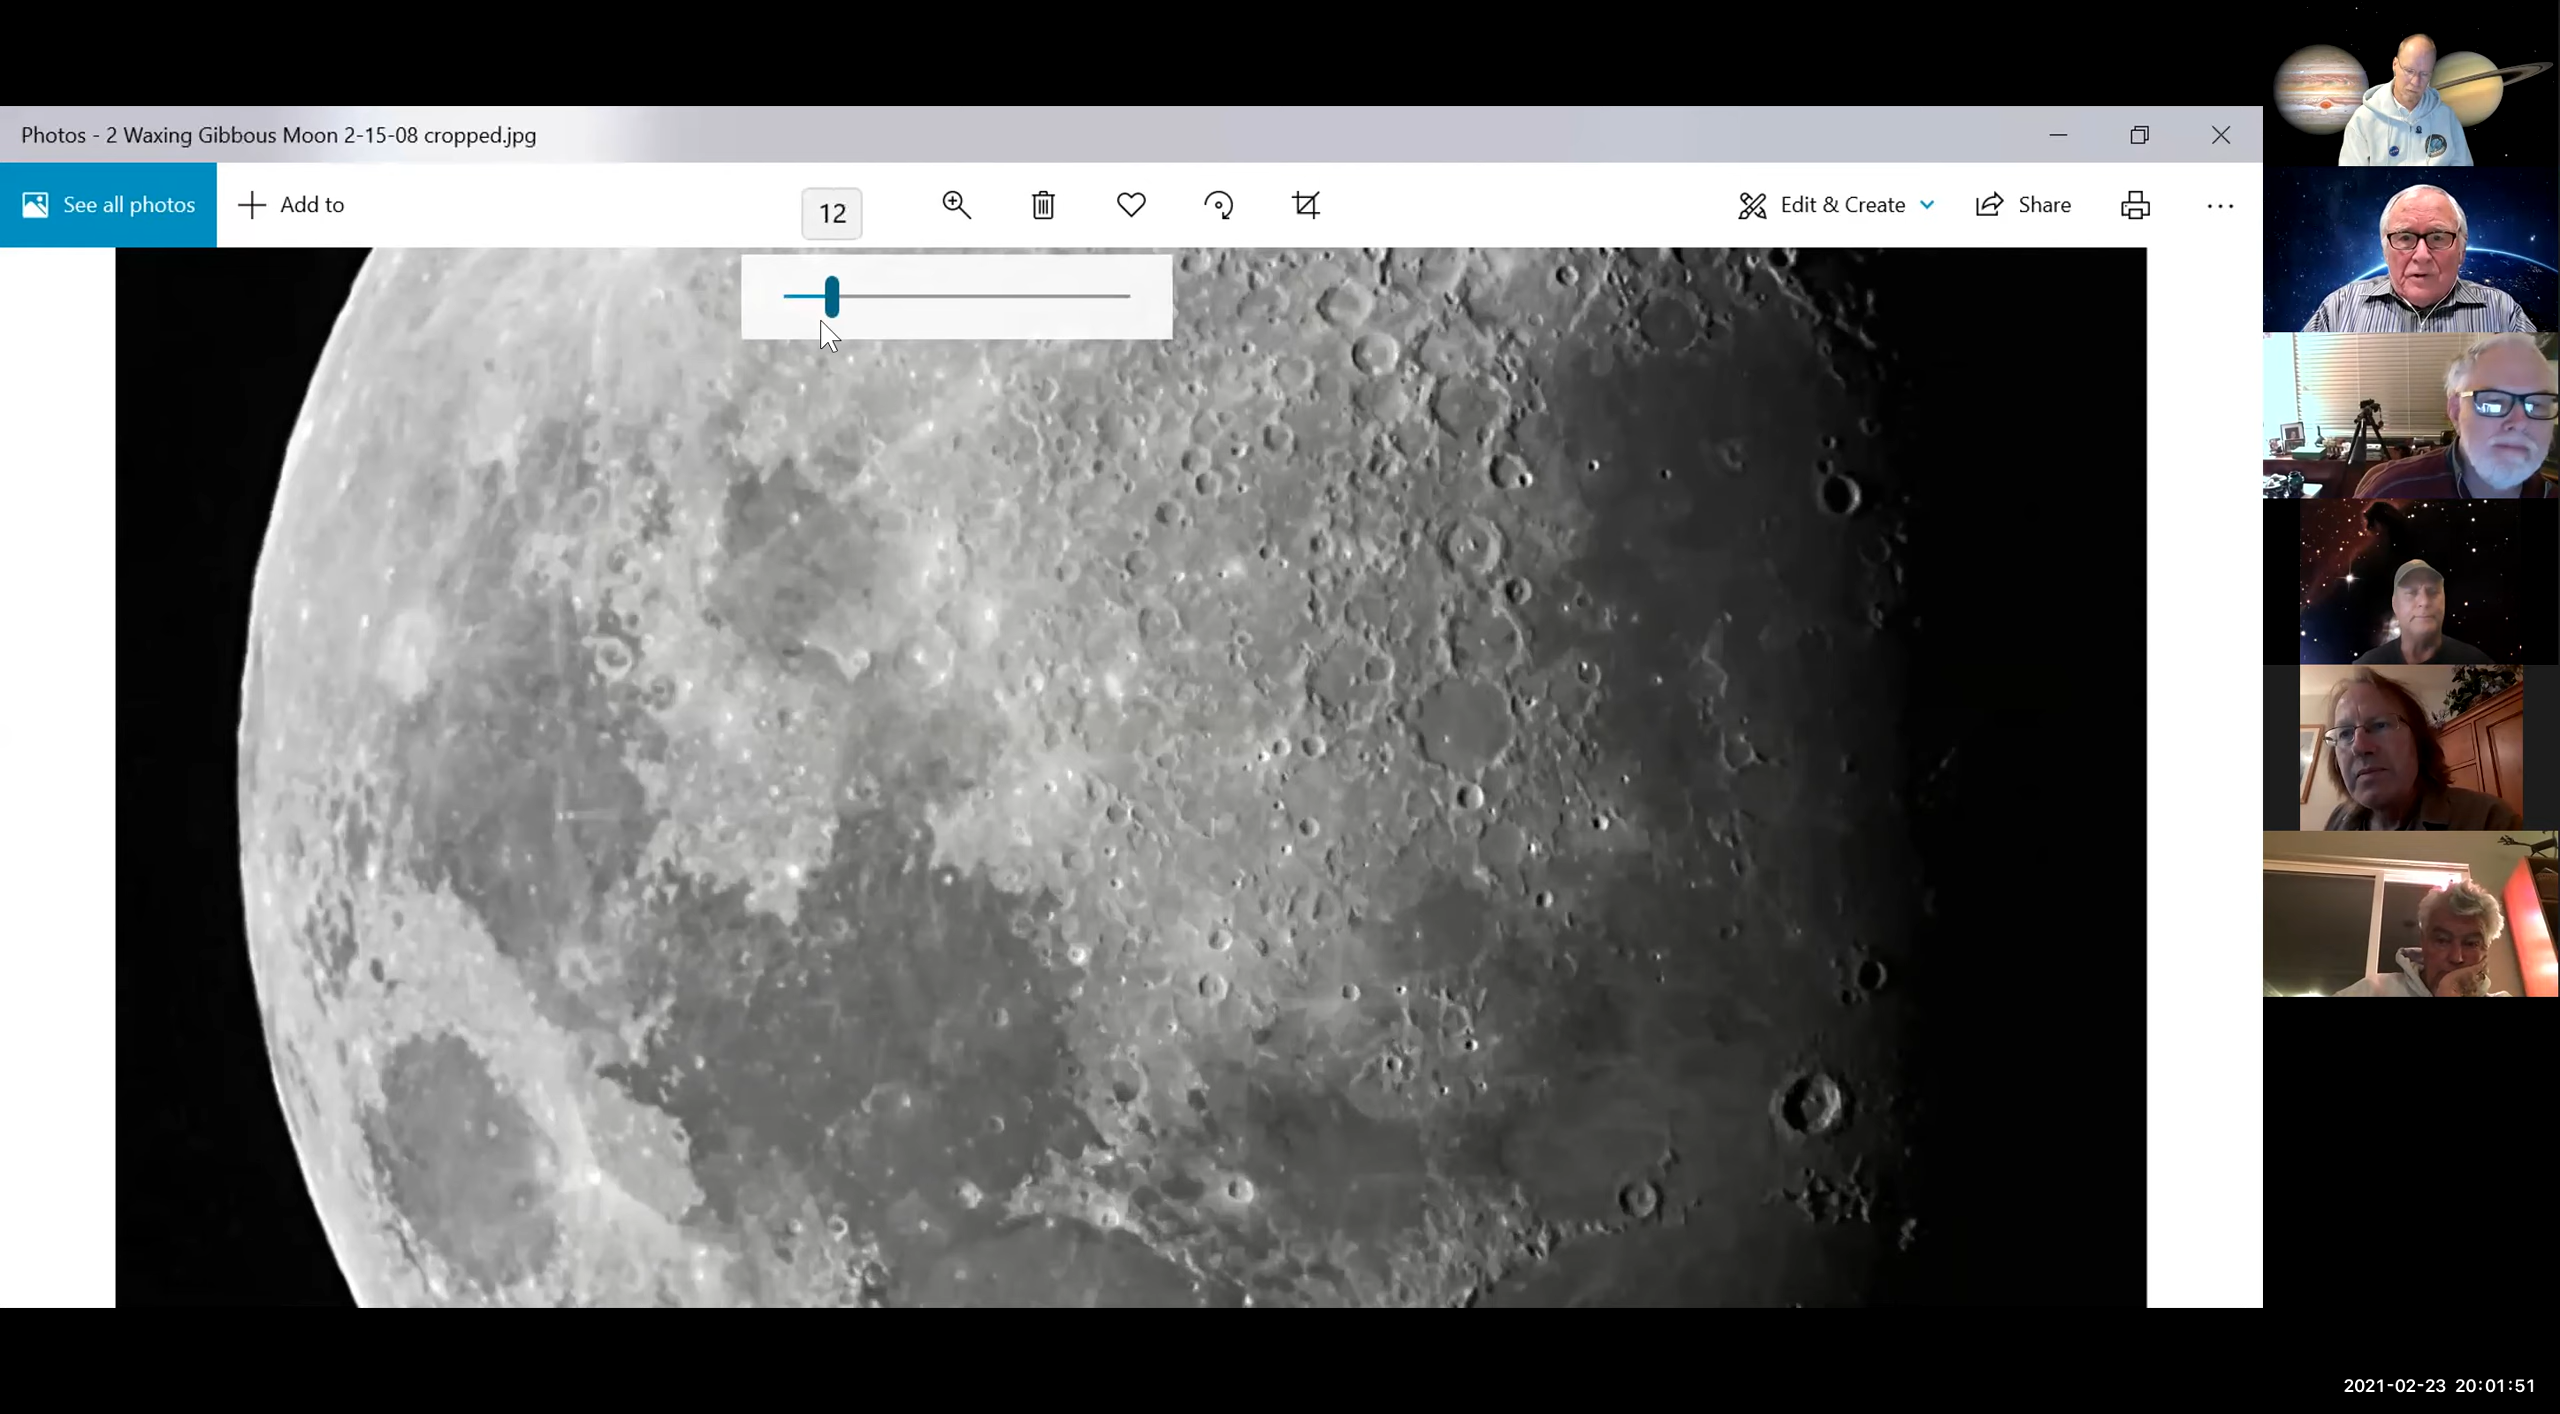 Photos - 2 Waxing Gibbous Moon 2-15-08 cropped.jpg
See all photos
Add to
12
Edit & Create
Share
2021-02-23 20:01:51